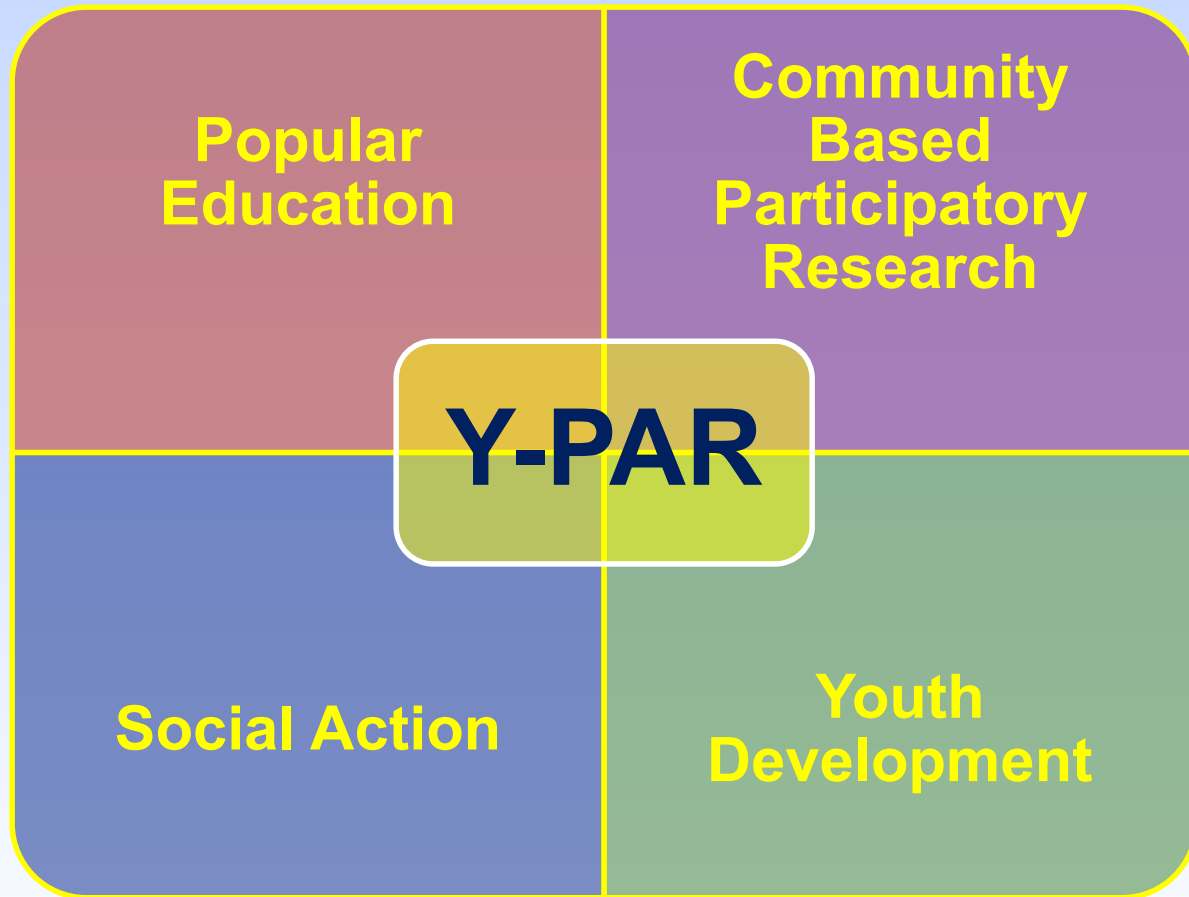 Popular
Education
Community
Based
Participatory
Research
Y-PAR
Social Action
Youth
Development